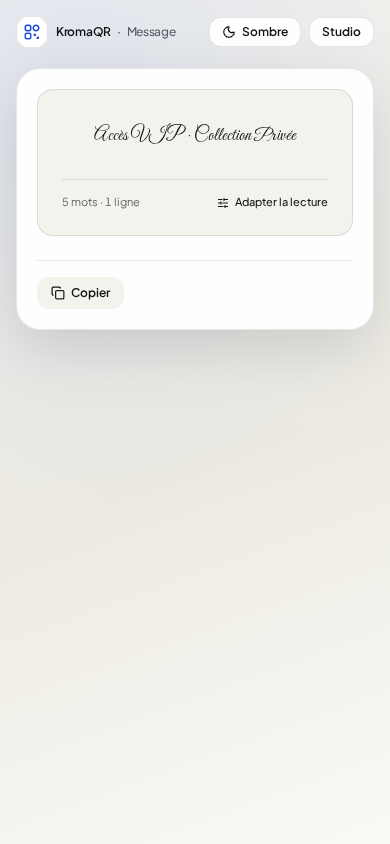 KromaQR · Message
Sombre
Studio
Accès VIP · Collection Privée
5 mots · 1 ligne
Adapter la lecture
Copier